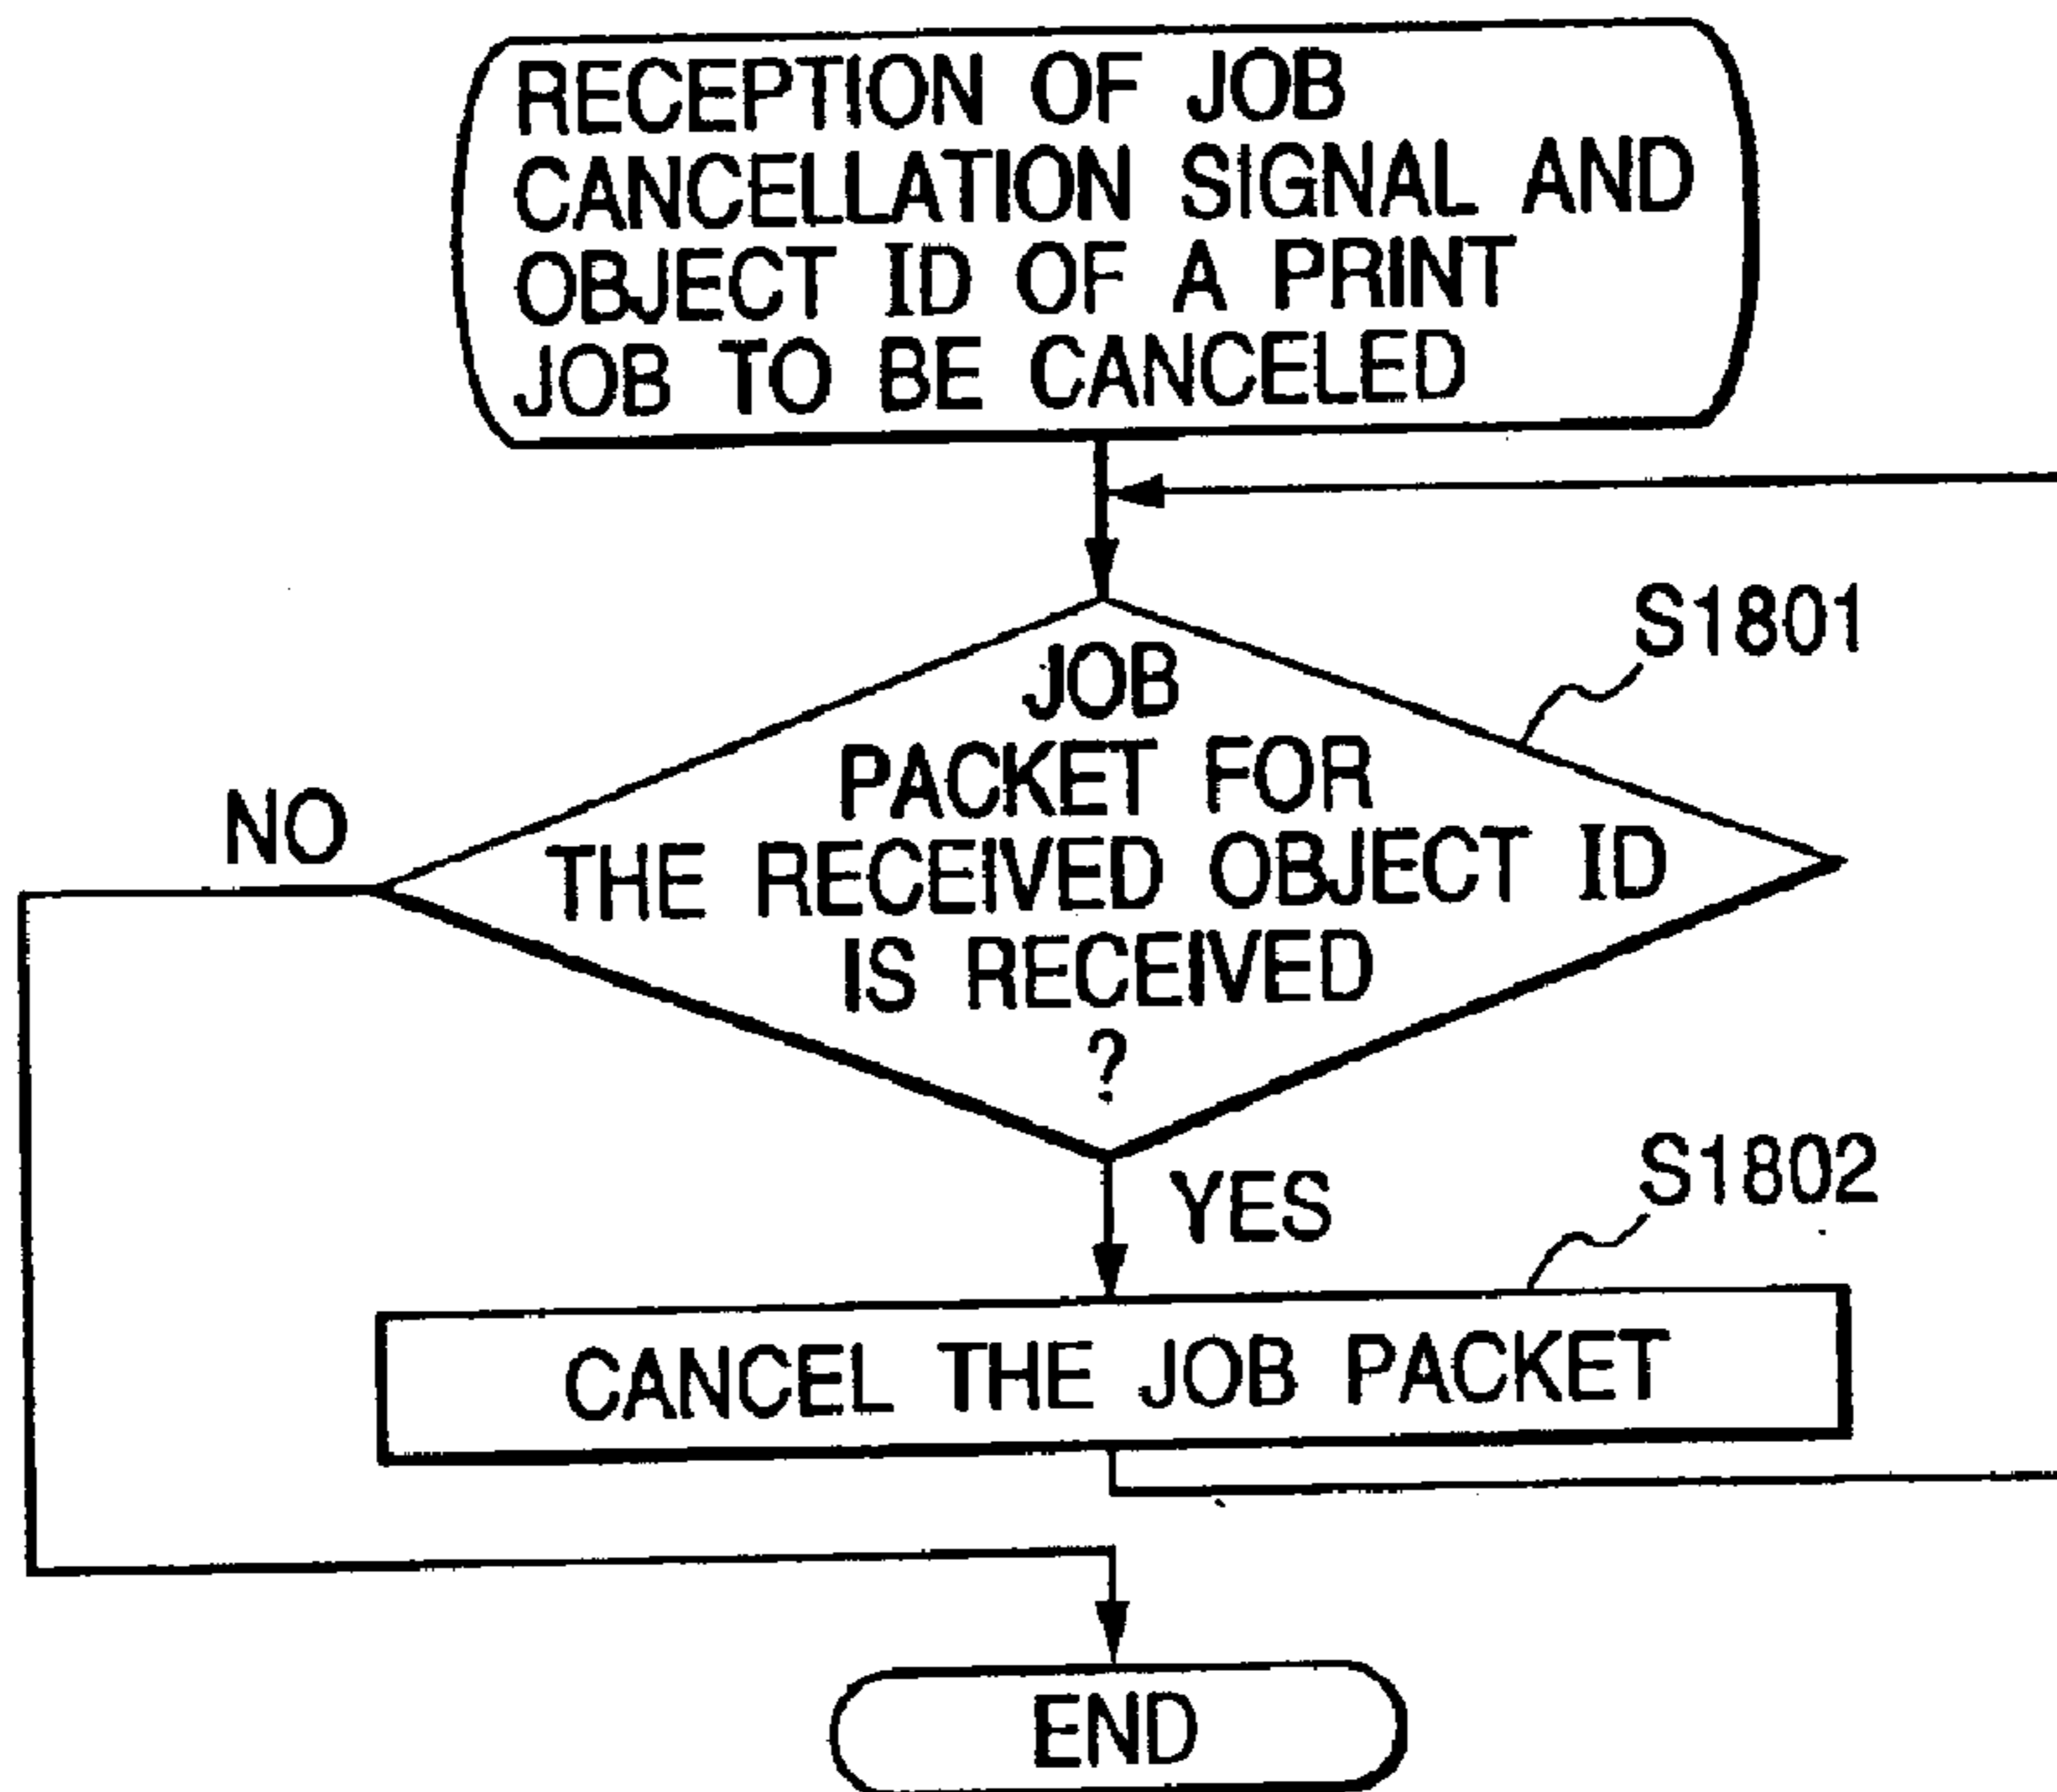 RECEPTION OF JOB
CANCELLATION SIGNAL AND
OBJECT ID OF A PRINT
JOB TO BE CANCELED
S1801
JOB
PACKET FOR
THE RECEIVED OBJECT ID
IS RECEIVED
?
NO
YES
S1802
CANCEL THE JOB PACKET
END